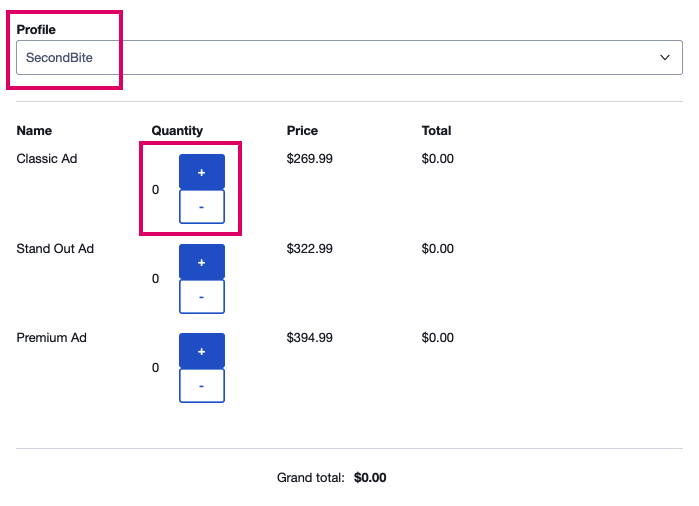 Profile
SecondBite
Name Quantity Price Total
Classic Ad 0 + - $269.99 $0.00
Stand Out Ad 0 + - $322.99 $0.00
Premium Ad 0 + - $394.99 $0.00
Grand total: $0.00